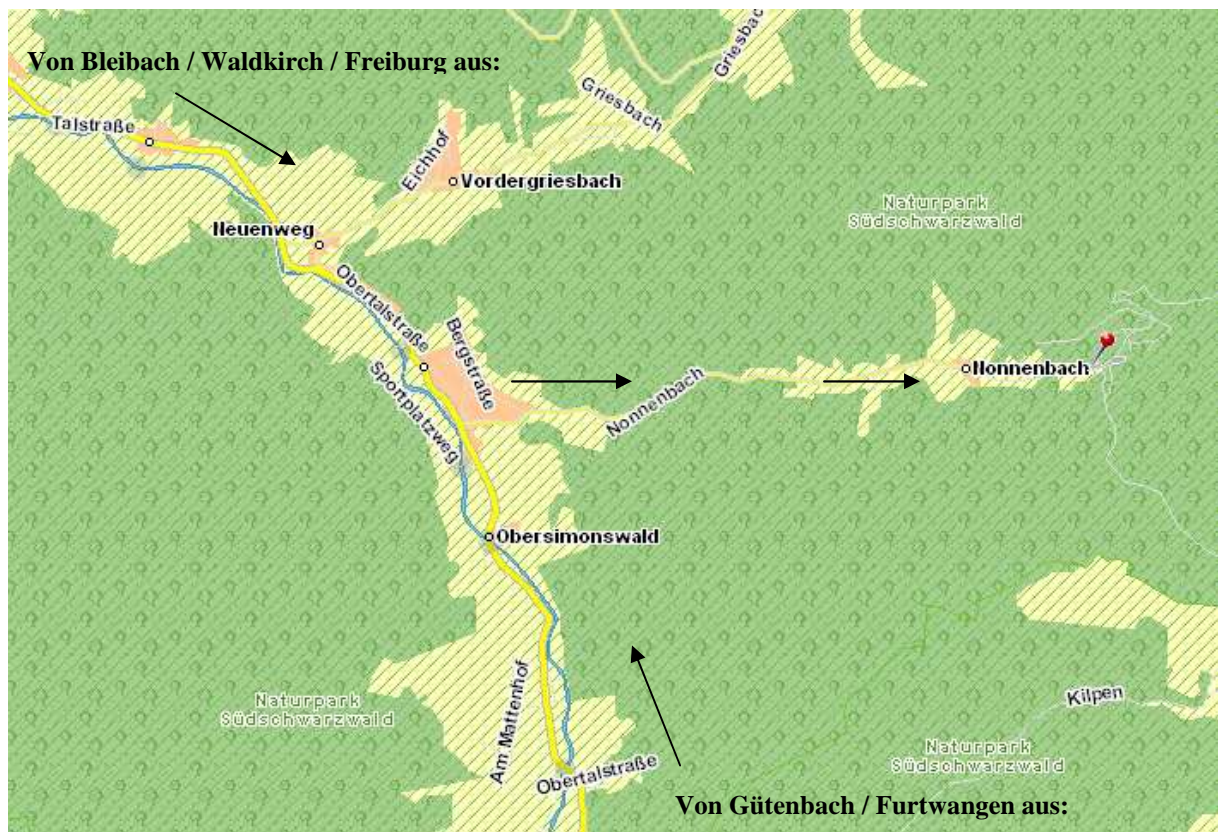 Von Bleibach / Waldkirch / Freiburg aus:
Griesbach
Griesbach
Talstraße
Eichhof
Vordergriesbach
Naturpark
Südschwarzwald
Neuenweg
Obertalstraße
Bergstraße
Sportplatzweg
Nonnenbach
Nonnenbach
Obersimonswald
Am Mattenhof
Naturpark
Südschwarzwald
Kilpen
Naturpark
Südschwarzwald
Obertalstraße
Von Gütenbach / Furtwangen aus: